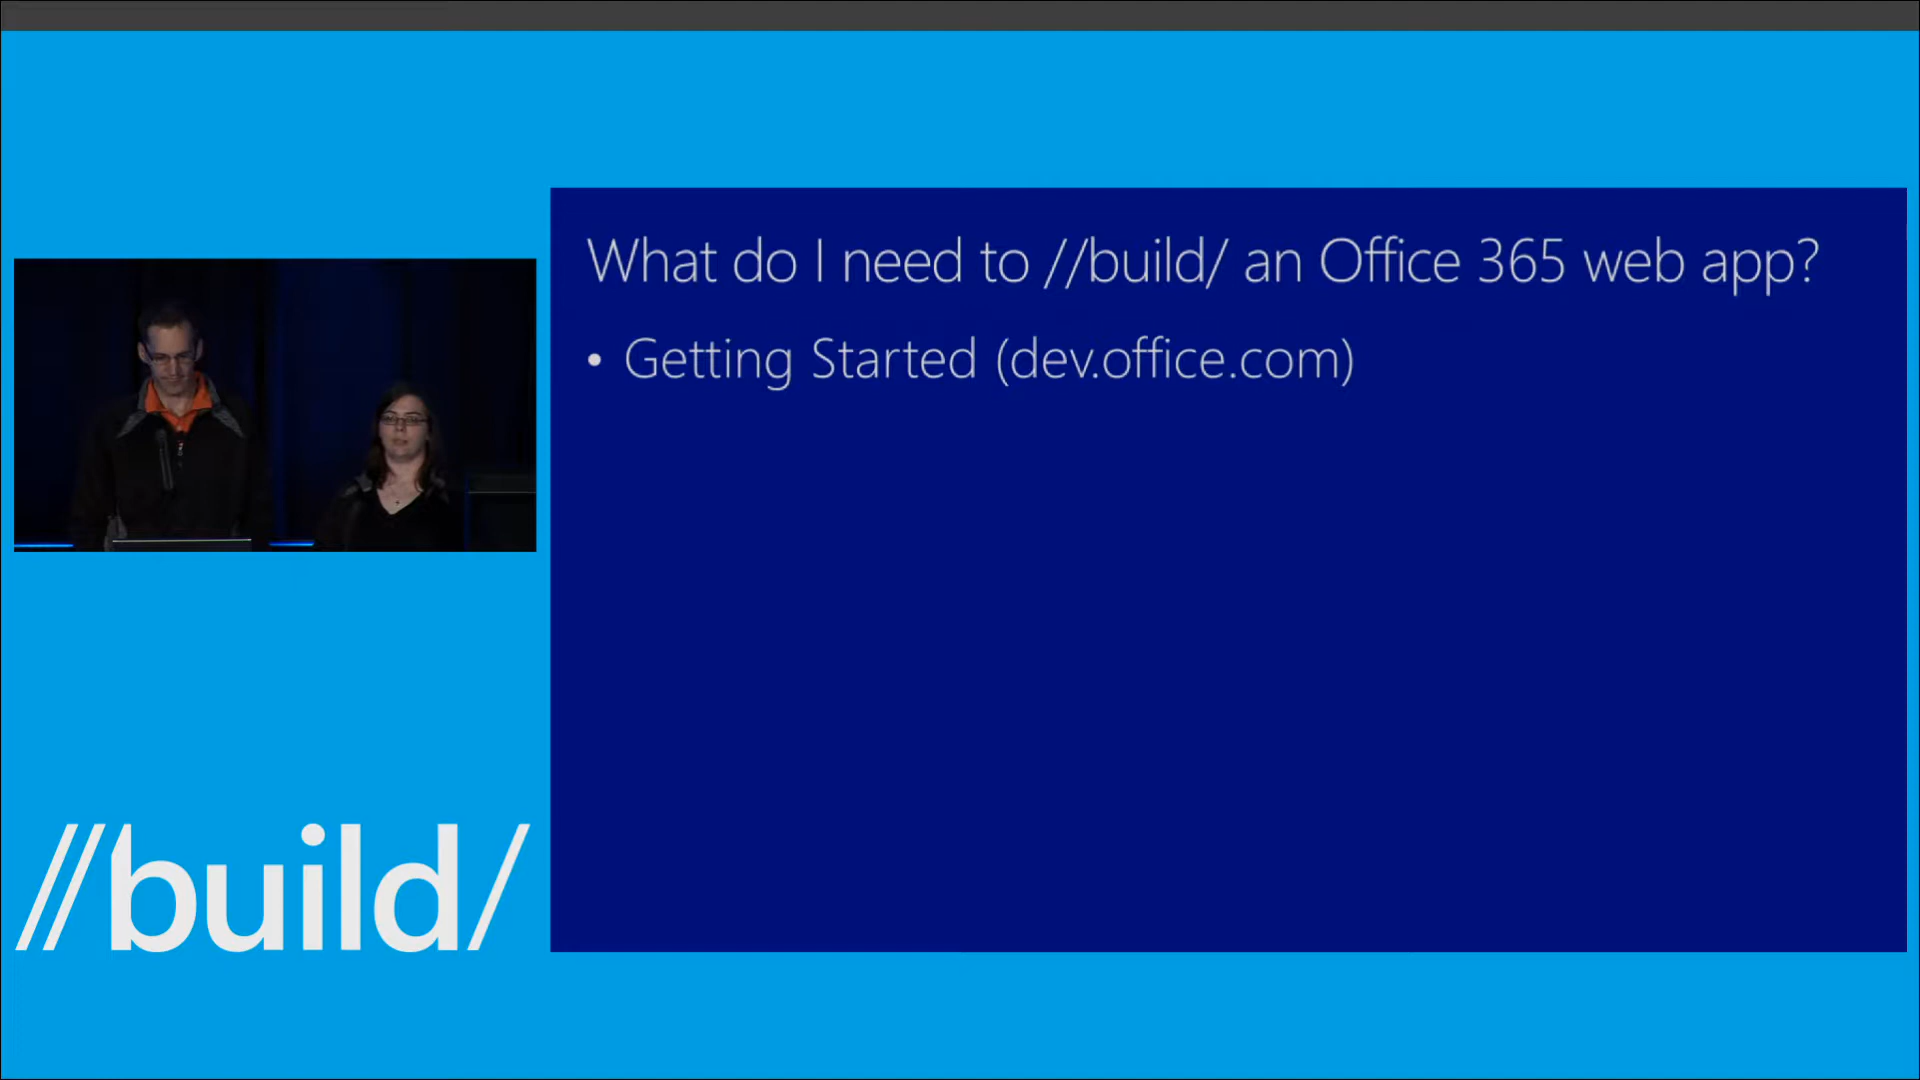 What do I need to //build/ an Office 365 web app?
• Getting Started (dev.office.com)
//build/